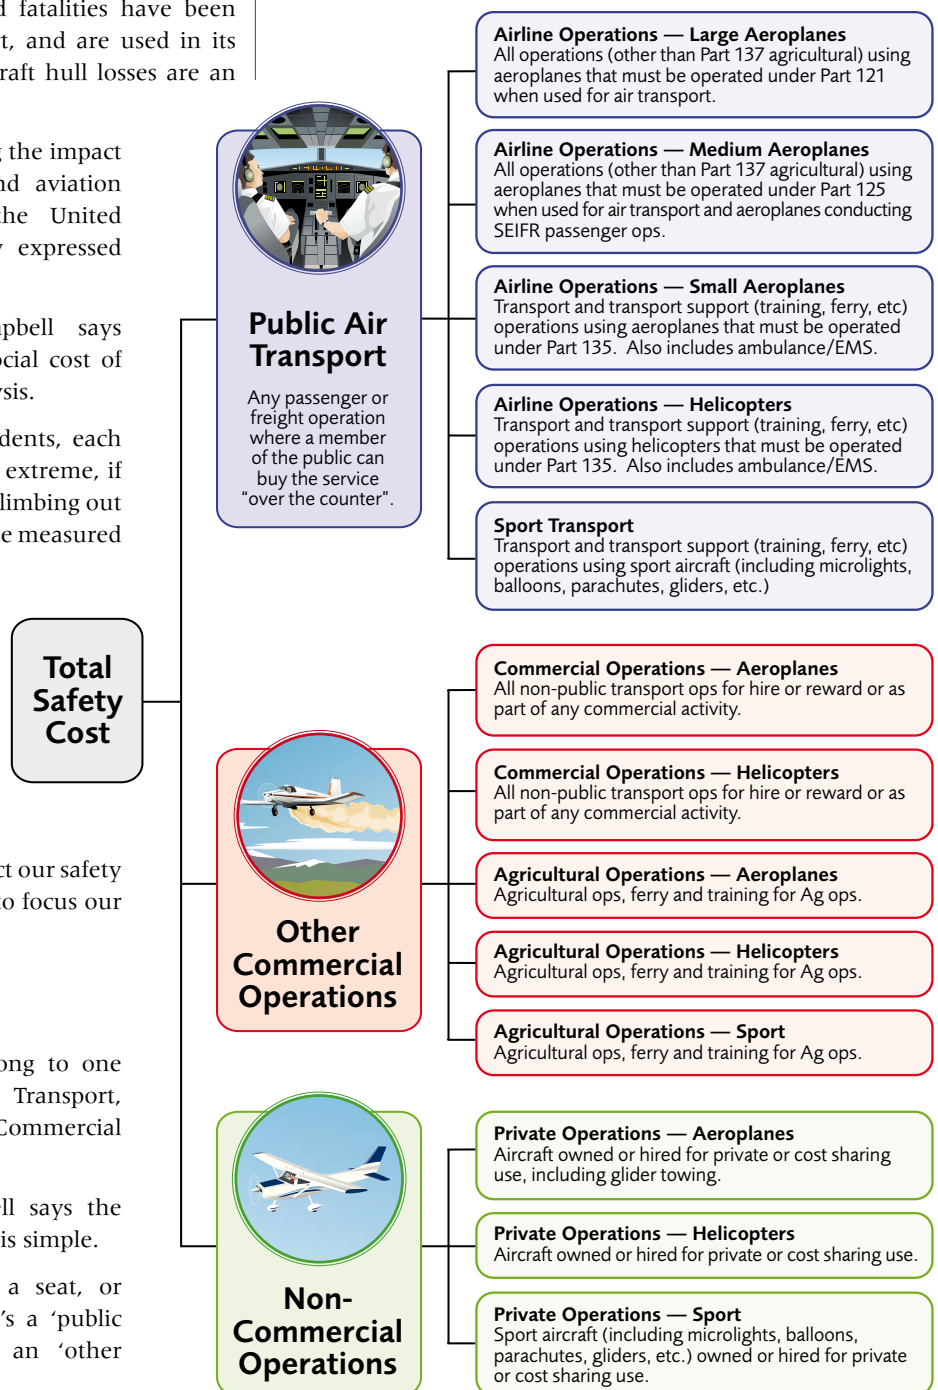 d fatalities have been
rt, and are used in its
raft hull losses are an
g the impact
nd aviation
the United
y expressed
pbell says
ocial cost of
ysis.
dents, each
extreme, if
limbing out
e measured
ct our safety
to focus our
ong to one
Transport,
Commercial
ell says the
is simple.
a seat, or
’s a ‘public
an ‘other
Total
Safety
Cost
Public Air
Transport
Any passenger or
freight operation
where a member
of the public can
buy the service
“over the counter”.
Airline Operations — Large Aeroplanes
All operations (other than Part 137 agricultural) using
aeroplanes that must be operated under Part 121
when used for air transport.
Airline Operations — Medium Aeroplanes
All operations (other than Part 137 agricultural) using
aeroplanes that must be operated under Part 125
when used for air transport and aeroplanes conducting
SEIFR passenger ops.
Airline Operations — Small Aeroplanes
Transport and transport support (training, ferry, etc)
operations using aeroplanes that must be operated
under Part 135.  Also includes ambulance/EMS.
Airline Operations — Helicopters
Transport and transport support (training, ferry, etc)
operations using helicopters that must be operated
under Part 135.  Also includes ambulance/EMS.
Sport Transport
Transport and transport support (training, ferry, etc)
operations using sport aircraft (including microlights,
balloons, parachutes, gliders, etc.)
Other
Commercial
Operations
Commercial Operations — Aeroplanes
All non-public transport ops for hire or reward or as
part of any commercial activity.
Commercial Operations — Helicopters
All non-public transport ops for hire or reward or as
part of any commercial activity.
Agricultural Operations — Aeroplanes
Agricultural ops, ferry and training for Ag ops.
Agricultural Operations — Helicopters
Agricultural ops, ferry and training for Ag ops.
Agricultural Operations — Sport
Agricultural ops, ferry and training for Ag ops.
Non-
Commercial
Operations
Private Operations — Aeroplanes
Aircraft owned or hired for private or cost sharing
use, including glider towing.
Private Operations — Helicopters
Aircraft owned or hired for private or cost sharing use.
Private Operations — Sport
Sport aircraft (including microlights, balloons,
parachutes, gliders, etc.) owned or hired for private
or cost sharing use.